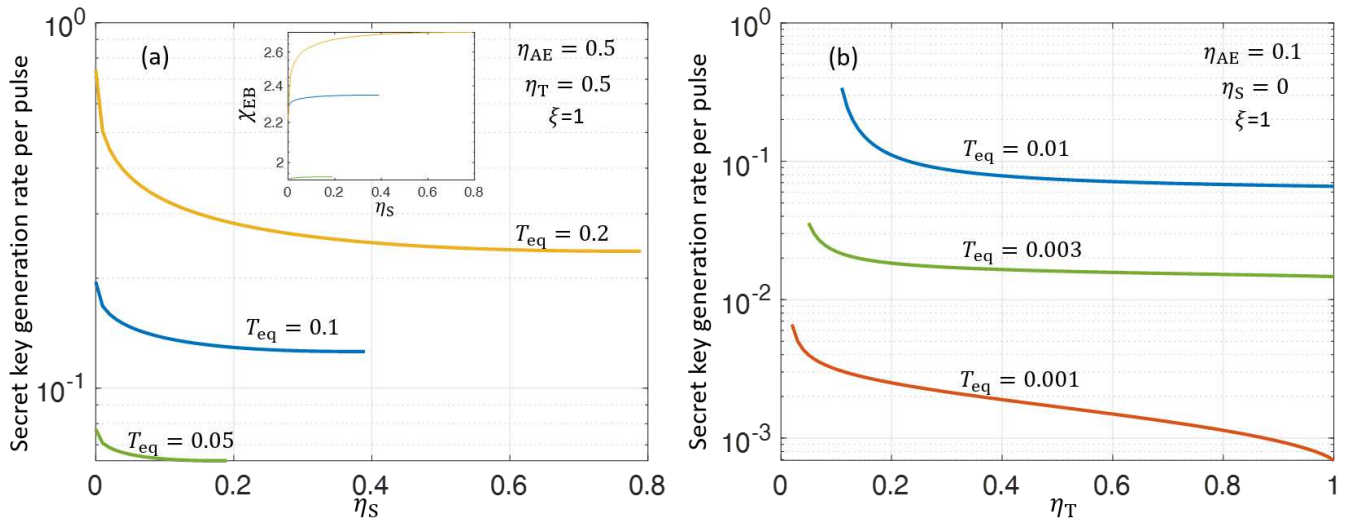 (a)
Secret key generation rate per pulse
10⁰
10⁻¹
η_AE = 0.5
η_T = 0.5
ξ=1
χ_EB
2.6
2.4
2.2
2
0 0.2 0.4 0.6 0.8
η_S
T_eq = 0.2
T_eq = 0.1
T_eq = 0.05
0 0.2 0.4 0.6 0.8
η_S
(b)
Secret key generation rate per pulse
10⁰
10⁻¹
10⁻²
10⁻³
η_AE = 0.1
η_S = 0
ξ=1
T_eq = 0.01
T_eq = 0.003
T_eq = 0.001
0 0.2 0.4 0.6 0.8 1
η_T